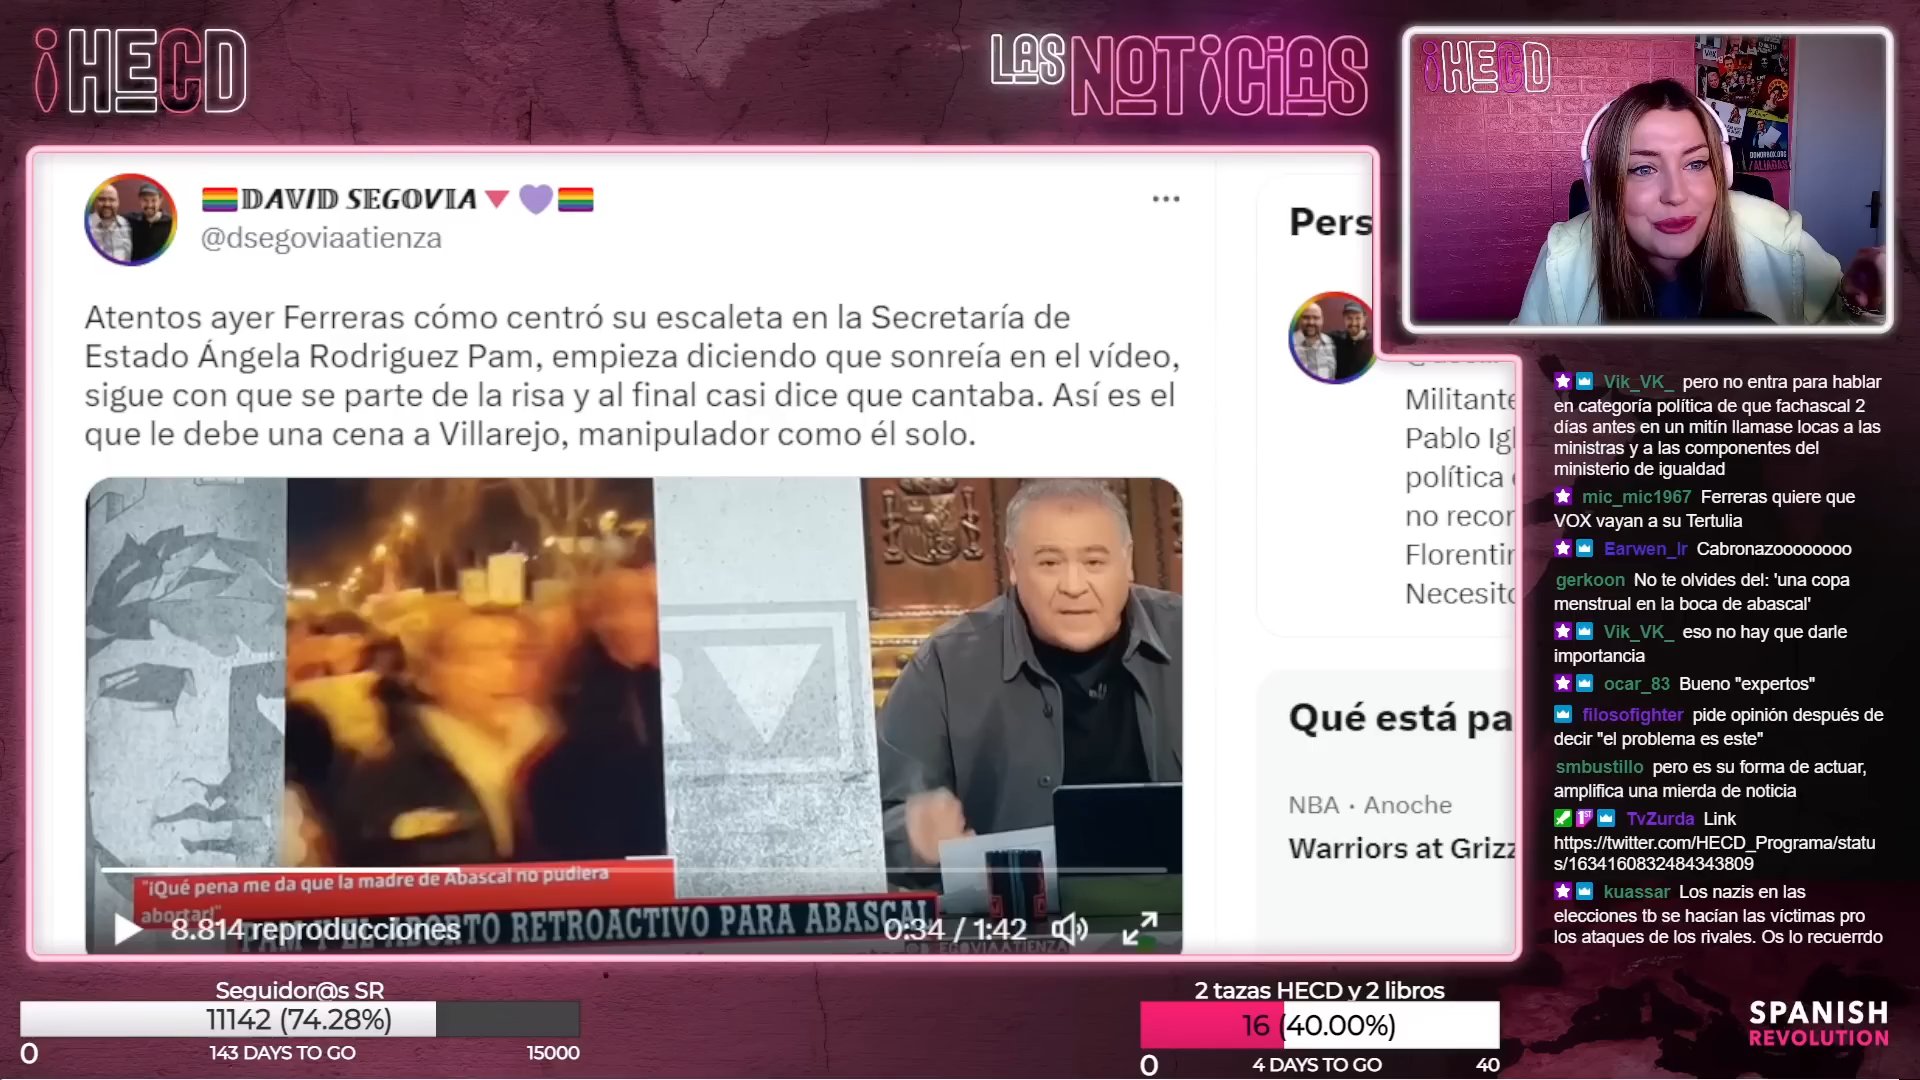 ¡HECD
LAS NOTICIAS
¡HECD
DAVID SEGOVIA
@dsegoviaatienza
Atentos ayer Ferreras cómo centró su escaleta en la Secretaría de
Estado Ángela Rodriguez Pam, empieza diciendo que sonreía en el vídeo,
sigue con que se parte de la risa y al final casi dice que cantaba. Así es el
que le debe una cena a Villarejo, manipulador como él solo.
"¡Qué pena me da que la madre de Abascal no pudiera
abortar!"
PAM Y EL ABORTO RETROACTIVO PARA ABASCAL
8.814 reproducciones
0:34 / 1:42
Pers
Militante
Pablo Igl
política
no recor
Florentin
Necesito
Qué está pa
NBA · Anoche
Warriors at Grizz
DONORBOX.ORG
/ALIADAS
Vik_VK_ pero no entra para hablar
en categoría política de que fachascal 2
días antes en un mitín llamase locas a las
ministras y a las componentes del
ministerio de igualdad
mic_mic1967 Ferreras quiere que
VOX vayan a su Tertulia
Earwen_Ir Cabronazoooooooo
gerkoon No te olvides del: 'una copa
menstrual en la boca de abascal'
Vik_VK_ eso no hay que darle
importancia
ocar_83 Bueno "expertos"
filosofighter pide opinión después de
decir "el problema es este"
smbustillo pero es su forma de actuar,
amplifica una mierda de noticia
TvZurda Link
https://twitter.com/HECD_Programa/statu
s/1634160832484343809
kuassar Los nazis en las
elecciones tb se hacían las víctimas pro
los ataques de los rivales. Os lo recuerrdo
Seguidor@s SR
11142 (74.28%)
0
143 DAYS TO GO
15000
2 tazas HECD y 2 libros
16 (40.00%)
0
4 DAYS TO GO
40
SPANISH
REVOLUTION